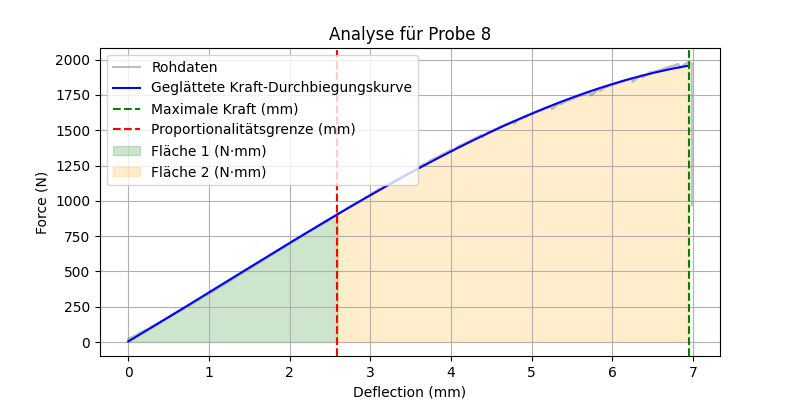 Analyse für Probe 8
Rohdaten
Geglättete Kraft-Durchbiegungskurve
Maximale Kraft (mm)
Proportionalitätsgrenze (mm)
Fläche 1 (N·mm)
Fläche 2 (N·mm)
Force (N)
2000
1750
1500
1250
1000
750
500
250
0
0 1 2 3 4 5 6 7
Deflection (mm)